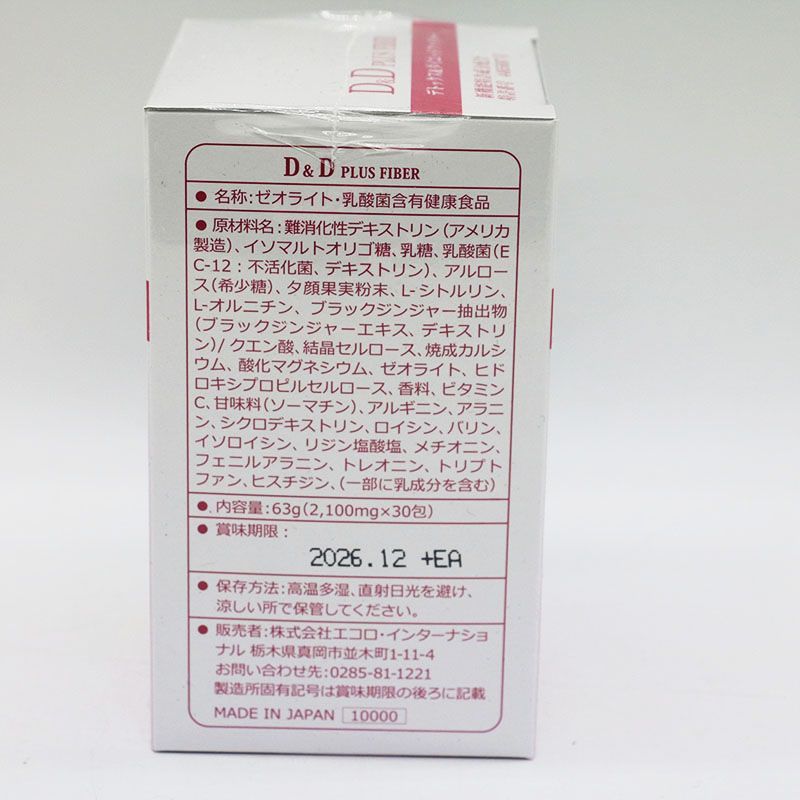 D&D PLUS FIBER
デトックス&
D & D PLUS FIBER
● 名称:ゼオライト・乳酸菌含有健康食品
● 原材料名:難消化性デキストリン(アメリカ
製造)、イソマルトオリゴ糖、乳糖、乳酸菌(E
C-12:不活化菌、デキストリン)、アルロー
ス(希少糖)、夕顔果実粉末、L-シトルリン、
L-オルニチン、ブラックジンジャー抽出物
(ブラックジンジャーエキス、デキストリ
ン)/クエン酸、結晶セルロース、焼成カルシ
ウム、酸化マグネシウム、ゼオライト、ヒド
ロキシプロピルセルロース、香料、ビタミン
C、甘味料(ソーマチン)、アルギニン、アラニ
ン、シクロデキストリン、ロイシン、バリン、
イソロイシン、リジン塩酸塩、メチオニン、
フェニルアラニン、トレオニン、トリプト
ファン、ヒスチジン、(一部に乳成分を含む)
● 内容量:63g(2,100mg×30包)
● 賞味期限:
2026.12 +EA
● 保存方法:高温多湿、直射日光を避け、
涼しい所で保管してください。
● 販売者:株式会社エコロ・インターナショ
ナル 栃木県真岡市並木町1-11-4
お問い合わせ先:0285-81-1221
製造所固有記号は賞味期限の後ろに記載
MADE IN JAPAN 10000